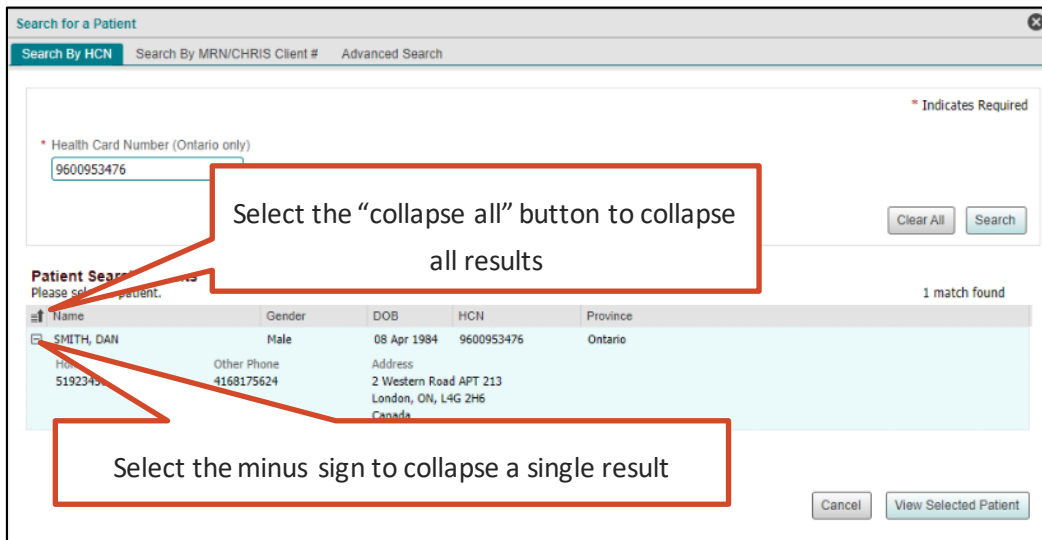 Search for a Patient
Search By HCN Search By MRN/CHRIS Client # Advanced Search
* Indicates Required
* Health Card Number (Ontario only)
9600953476
Select the “collapse all” button to collapse
all results
Clear All Search
Patient
Please patient.
1 match found
Name Gender DOB HCN Province
SMITH, DAN Male 08 Apr 1984 9600953476 Ontario
Other Phone Address
4168175624 2 Western Road APT 213
London, ON, L4G 2H6
Canada
Select the minus sign to collapse a single result
Cancel View Selected Patient